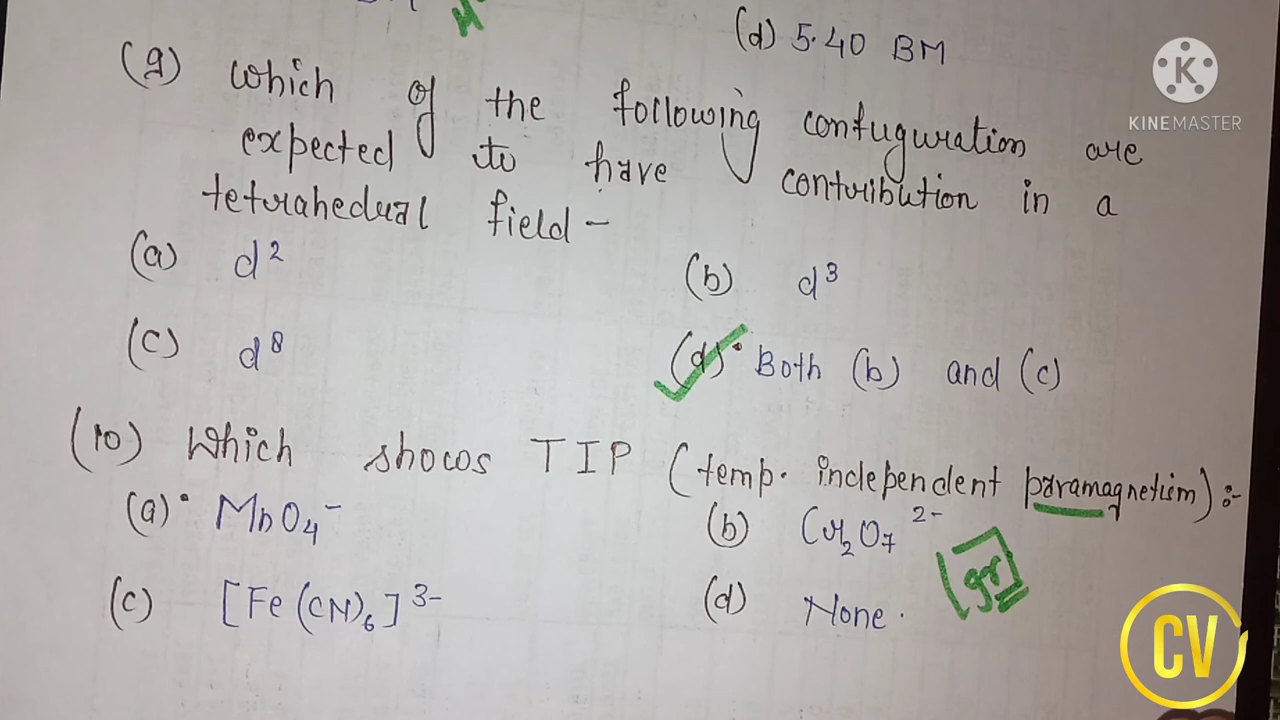 (d) 5.40 BM
(9) which of the following confuguration are
expected to have contribution in a
tetrahedral field -
(a) d² (b) d³
(c) d⁸ (d) Both (b) and (c)
(10) Which shows TIP (temp. independent paramagnetism) :-
(a) MnO₄⁻ (b) Cr₂O₇²⁻
(c) [Fe(CN)₆]³⁻ (d) None.
K
KINEMASTER
CV